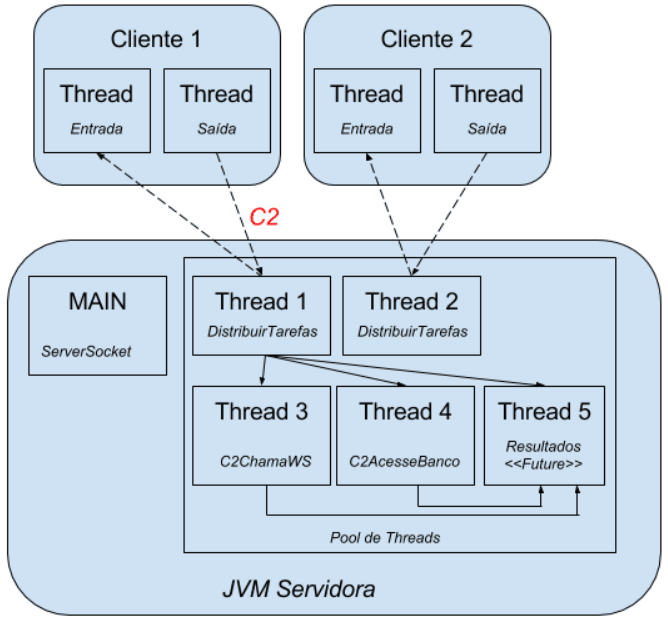 Cliente 1
Thread
Entrada
Thread
Saída
Cliente 2
Thread
Entrada
Thread
Saída
C2
MAIN
ServerSocket
Thread 1
DistribuirTarefas
Thread 2
DistribuirTarefas
Thread 3
C2ChamaWS
Thread 4
C2AcesseBanco
Thread 5
Resultados
<<Future>>
Pool de Threads
JVM Servidora